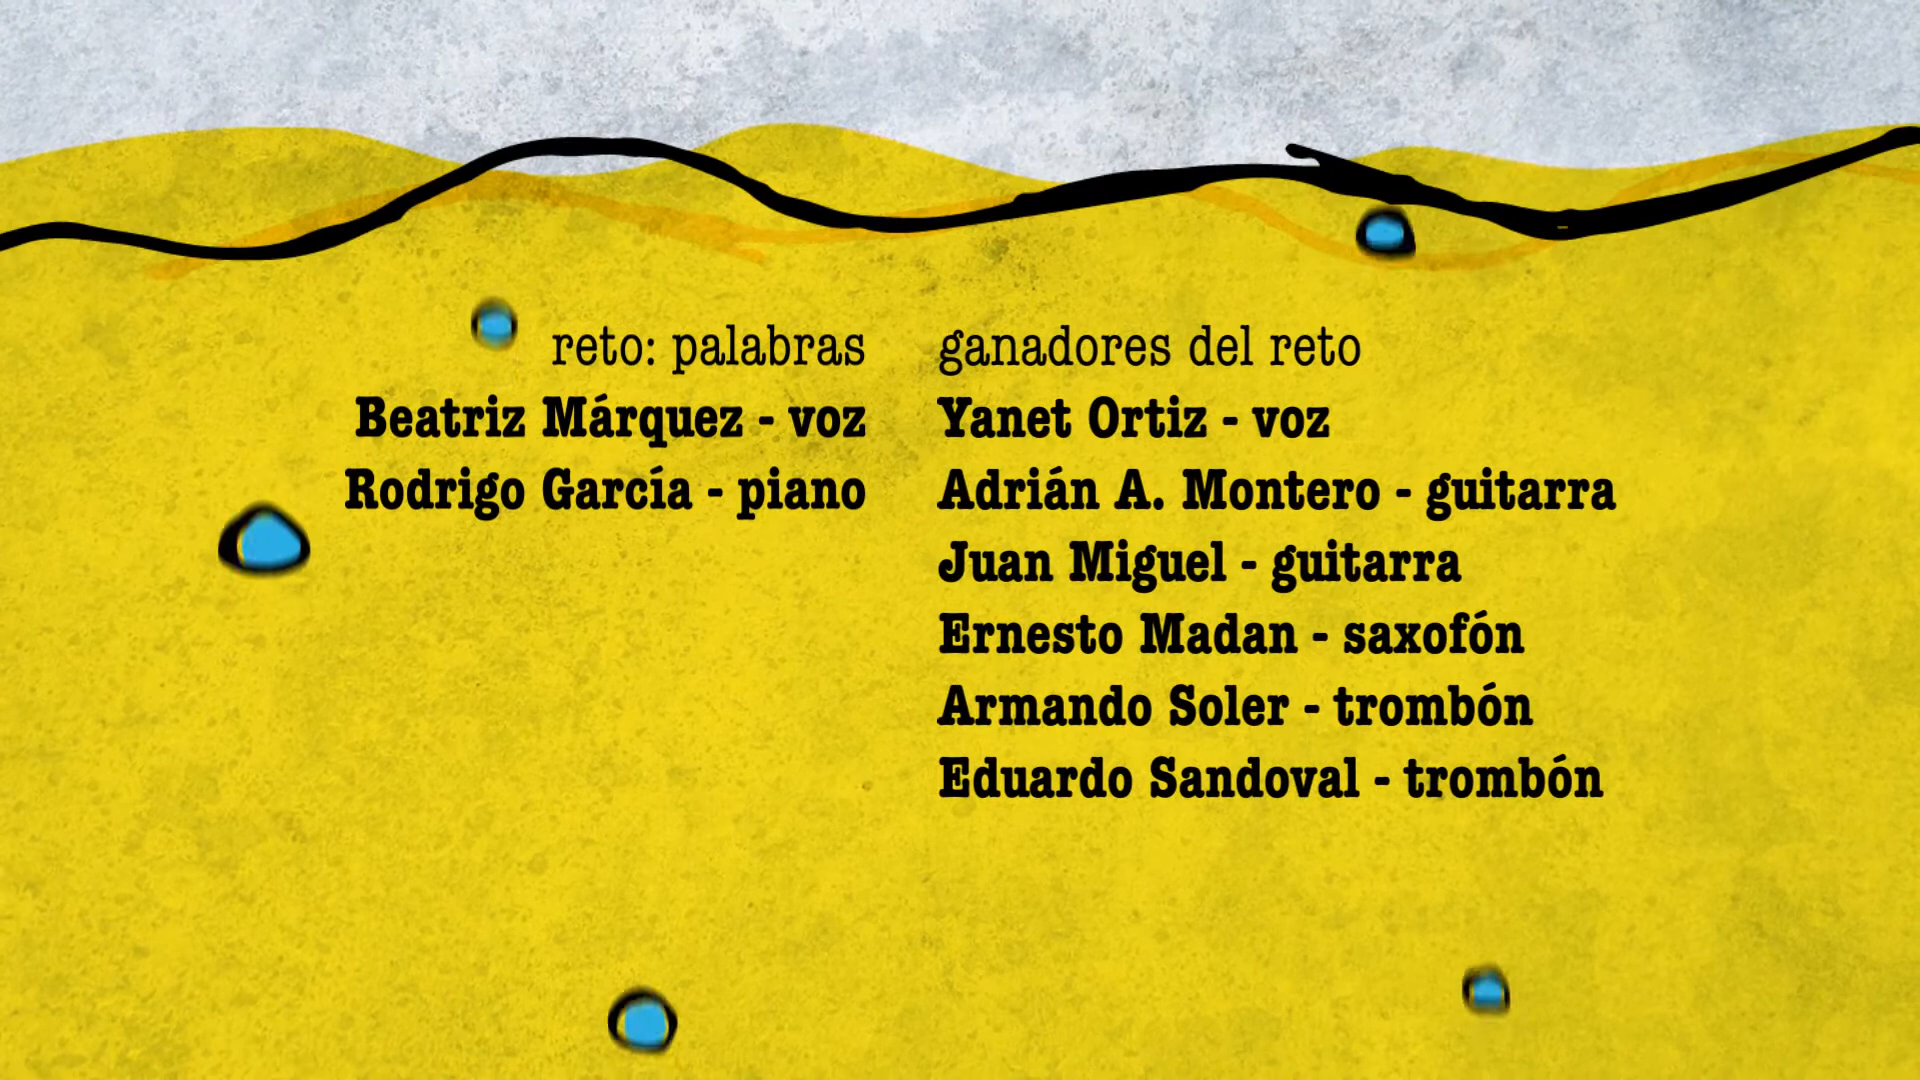 reto: palabras
Beatriz Márquez - voz
Rodrigo García - piano
ganadores del reto
Yanet Ortiz - voz
Adrián A. Montero - guitarra
Juan Miguel - guitarra
Ernesto Madan - saxofón
Armando Soler - trombón
Eduardo Sandoval - trombón